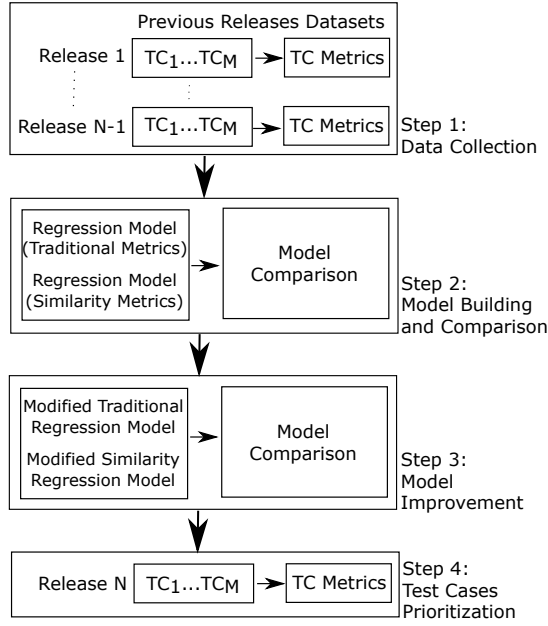 Previous Releases Datasets
Release 1 TC1...TCM TC Metrics
Release N-1 TC1...TCM TC Metrics
Step 1:
Data Collection
Regression Model
(Traditional Metrics)
Regression Model
(Similarity Metrics)
Model
Comparison
Step 2:
Model Building
and Comparison
Modified Traditional
Regression Model
Modified Similarity
Regression Model
Model
Comparison
Step 3:
Model
Improvement
Release N TC1...TCM TC Metrics
Step 4:
Test Cases
Prioritization